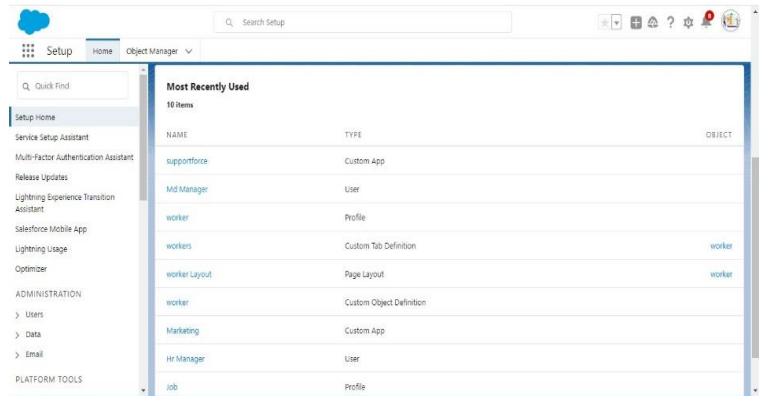 Search Setup
Setup
Home
Object Manager
Quick Find
Setup Home
Service Setup Assistant
Multi-Factor Authentication Assistant
Release Updates
Lightning Experience Transition
Assistant
Salesforce Mobile App
Lightning Usage
Optimizer
ADMINISTRATION
Users
Data
Email
PLATFORM TOOLS
Most Recently Used
10 items
NAME TYPE OBJECT
supportforce Custom App
Md Manager User
worker Profile
workers Custom Tab Definition worker
worker Layout Page Layout worker
worker Custom Object Definition
Marketing Custom App
Hr Manager User
Job Profile